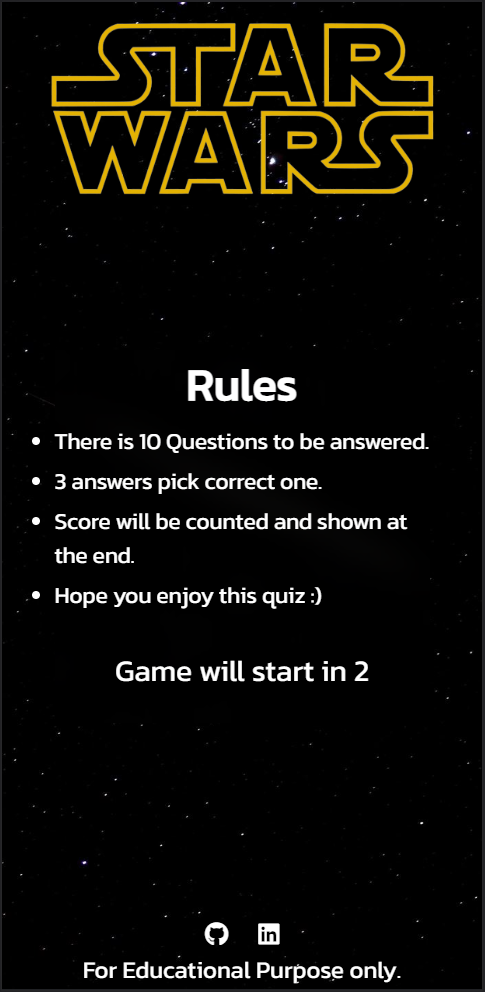 STAR
WARS
Rules
• There is 10 Questions to be answered.
• 3 answers pick correct one.
• Score will be counted and shown at
the end.
• Hope you enjoy this quiz :)
Game will start in 2
in
For Educational Purpose only.